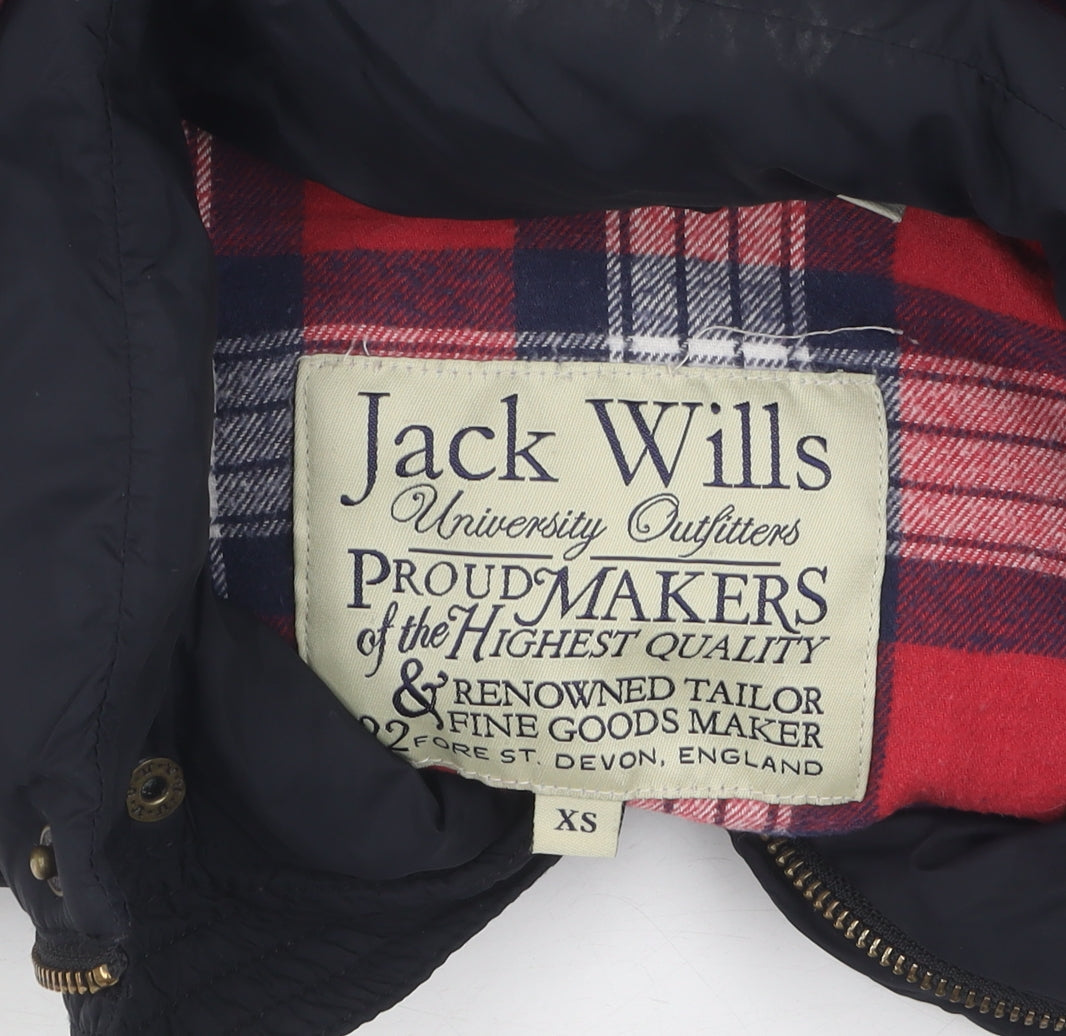 Jack Wills
University Outfitters
PROUD MAKERS
of the HIGHEST QUALITY
& RENOWNED TAILOR
FINE GOODS MAKER
22 FORE ST. DEVON, ENGLAND
XS